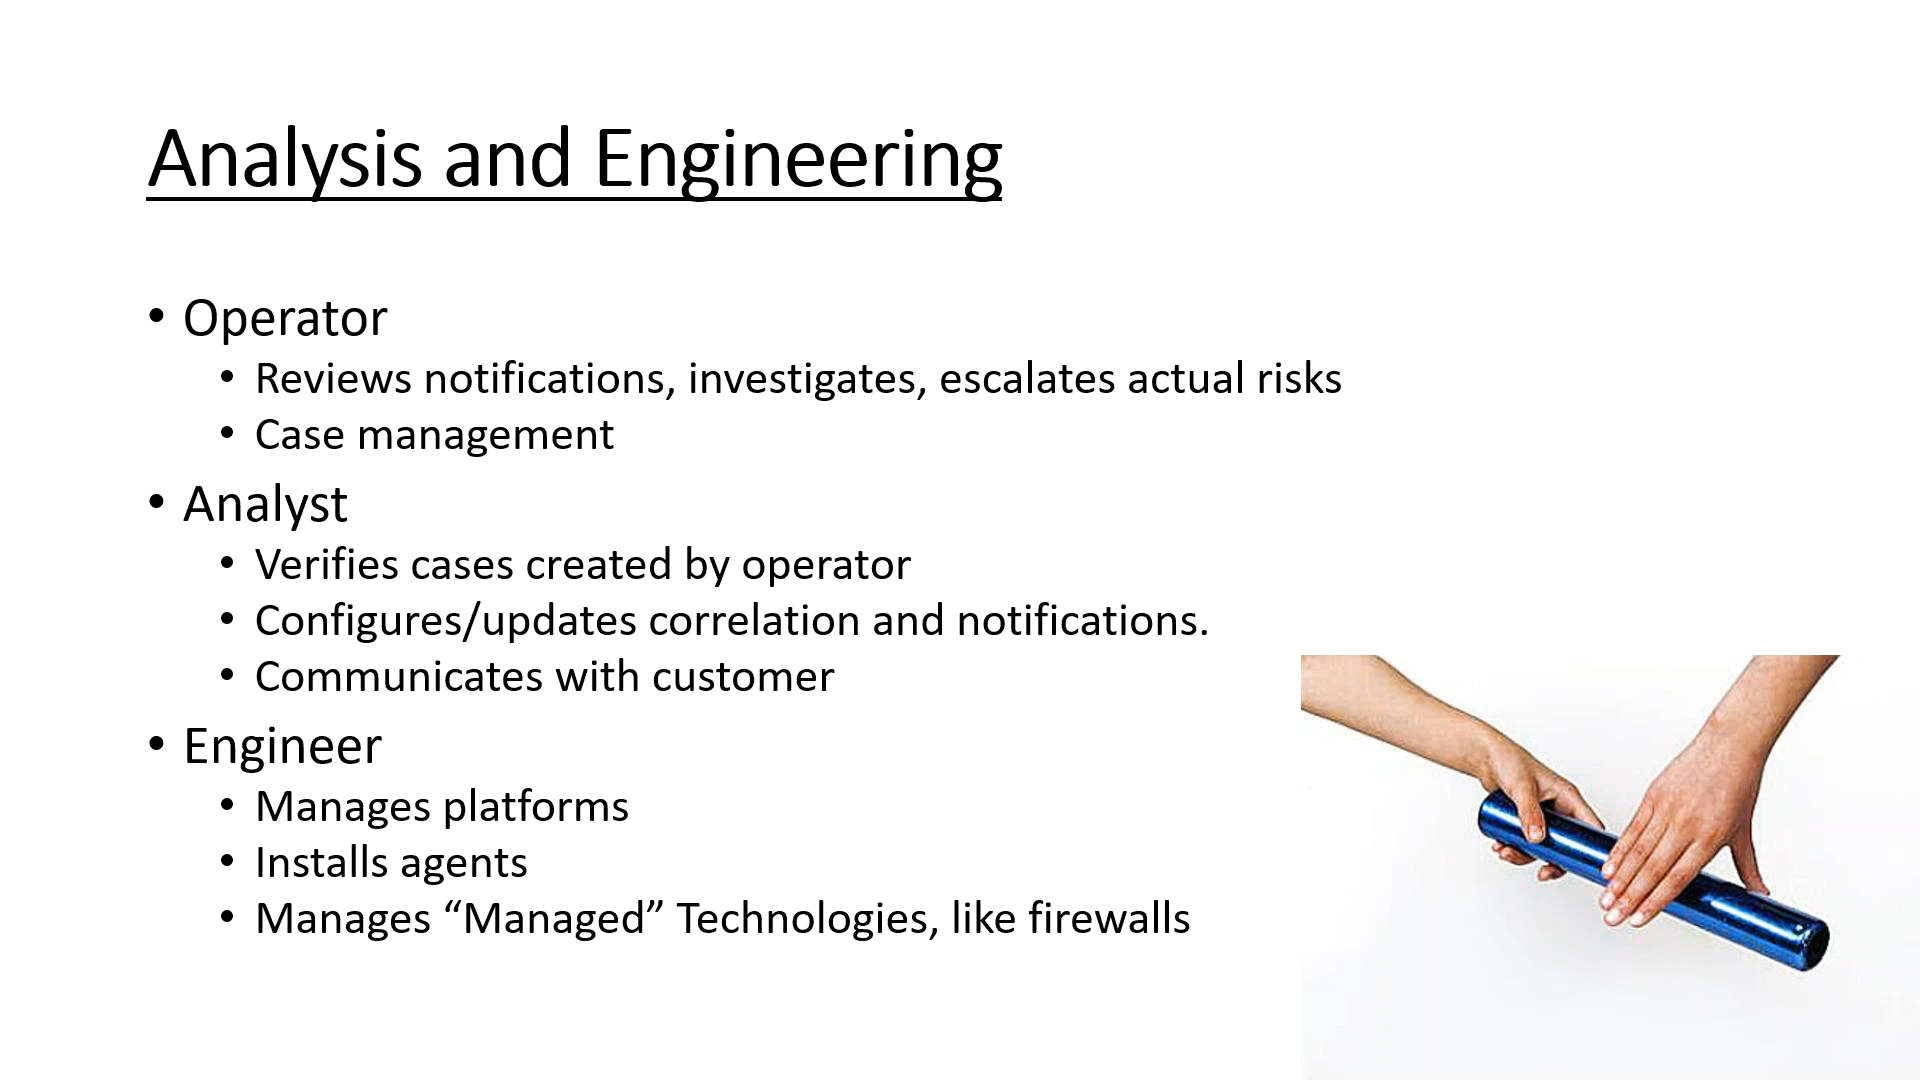 Analysis and Engineering
• Operator
• Reviews notifications, investigates, escalates actual risks
• Case management
• Analyst
• Verifies cases created by operator
• Configures/updates correlation and notifications.
• Communicates with customer
• Engineer
• Manages platforms
• Installs agents
• Manages “Managed” Technologies, like firewalls